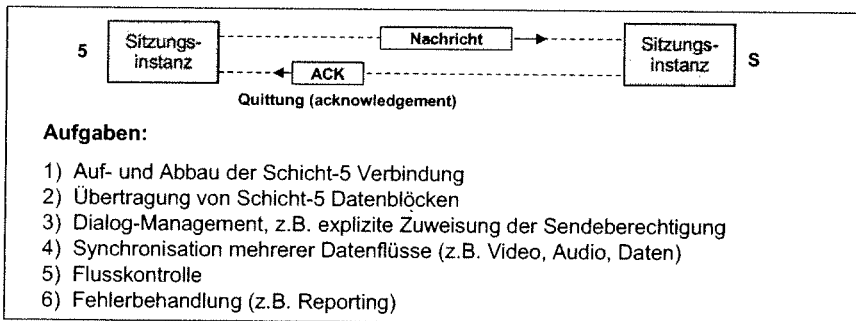 5 Sitzungs-
instanz
Nachricht
Sitzungs-
instanz S
ACK
Quittung (acknowledgement)
Aufgaben:
1) Auf- und Abbau der Schicht-5 Verbindung
2) Übertragung von Schicht-5 Datenblöcken
3) Dialog-Management, z.B. explizite Zuweisung der Sendeberechtigung
4) Synchronisation mehrerer Datenflüsse (z.B. Video, Audio, Daten)
5) Flusskontrolle
6) Fehlerbehandlung (z.B. Reporting)